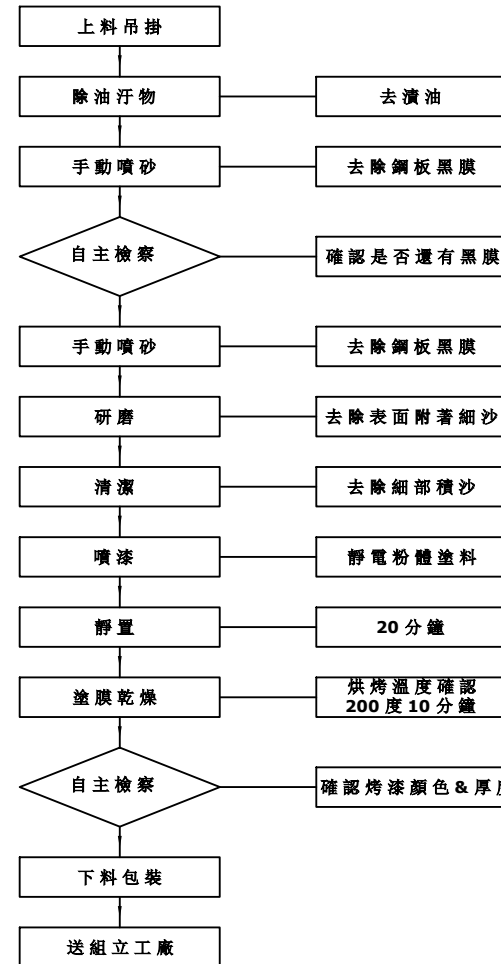 上料吊掛
除油汙物
去漬油
手動噴砂
去除鋼板黑膜
自主檢察
確認是否還有黑膜
手動噴砂
去除鋼板黑膜
研磨
去除表面附著細沙
清潔
去除細部積沙
噴漆
靜電粉體塗料
靜置
20分鐘
塗膜乾燥
烘烤溫度確認
200度10分鐘
自主檢察
確認烤漆顏色&厚
下料包裝
送組立工廠